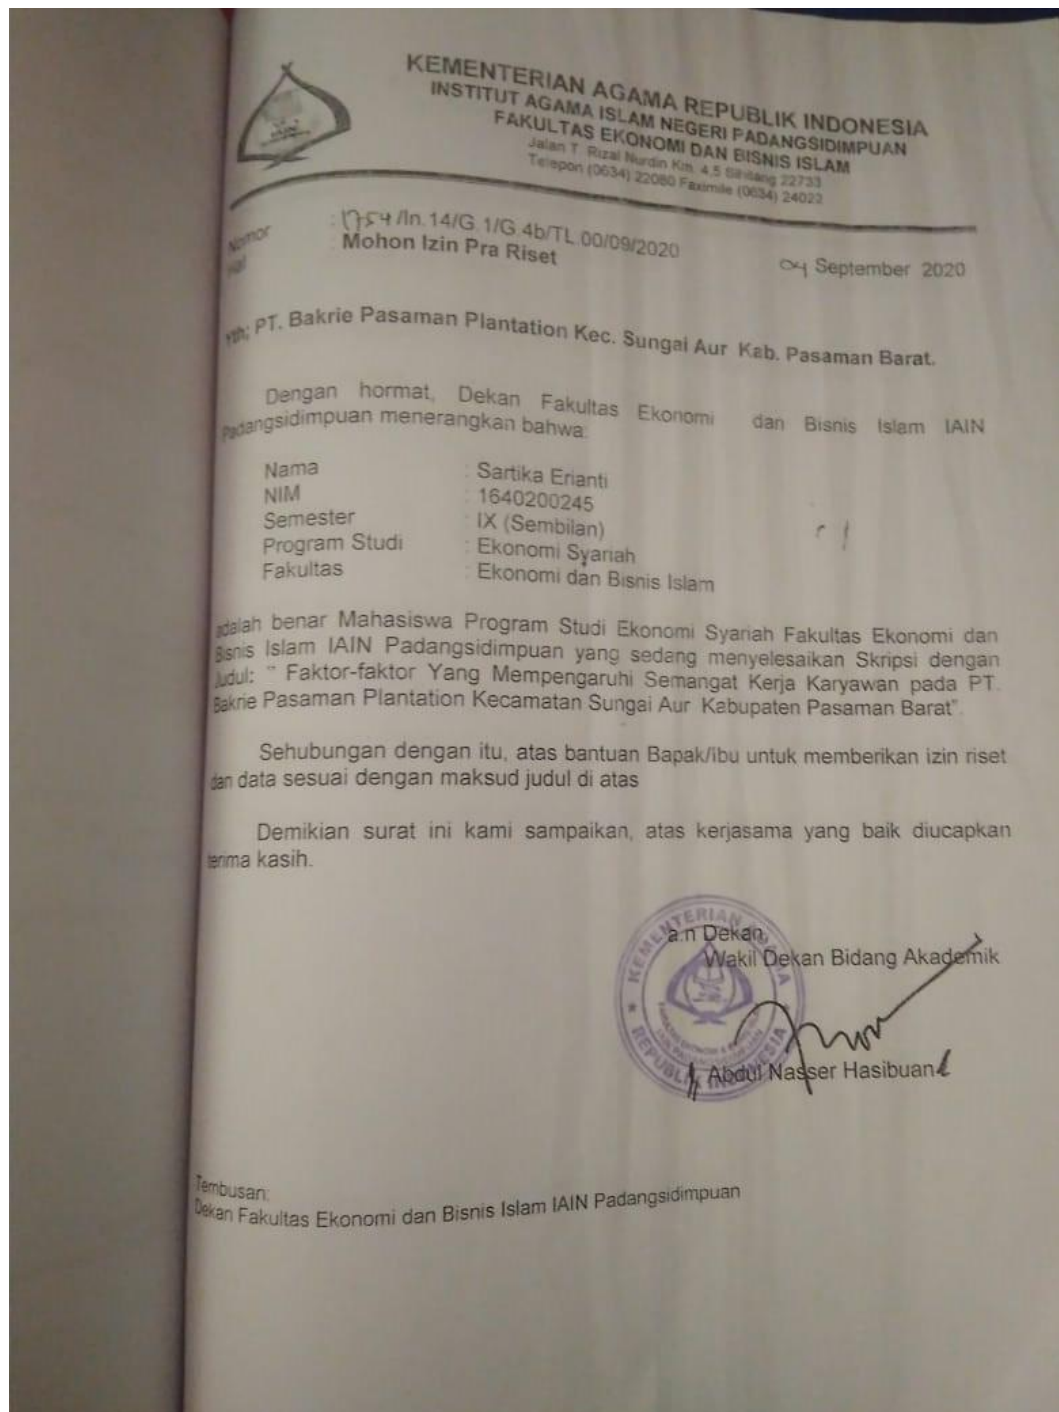 KEMENTERIAN AGAMA REPUBLIK INDONESIA
INSTITUT AGAMA ISLAM NEGERI PADANGSIDIMPUAN
FAKULTAS EKONOMI DAN BISNIS ISLAM
Jalan T. Rizal Nurdin Km. 4,5 Sihitang 22733
Telepon (0634) 22080 Faximile (0634) 24022
Nomor : 1754/In.14/G.1/G.4b/TL.00/09/2020
04 September 2020
Hal : Mohon Izin Pra Riset
Yth; PT. Bakrie Pasaman Plantation Kec. Sungai Aur Kab. Pasaman Barat.
Dengan hormat, Dekan Fakultas Ekonomi dan Bisnis Islam IAIN
Padangsidimpuan menerangkan bahwa:
Nama : Sartika Erianti
NIM : 1640200245
Semester : IX (Sembilan)
Program Studi : Ekonomi Syariah
Fakultas : Ekonomi dan Bisnis Islam
adalah benar Mahasiswa Program Studi Ekonomi Syariah Fakultas Ekonomi dan
Bisnis Islam IAIN Padangsidimpuan yang sedang menyelesaikan Skripsi dengan
Judul: " Faktor-faktor Yang Mempengaruhi Semangat Kerja Karyawan pada PT.
Bakrie Pasaman Plantation Kecamatan Sungai Aur Kabupaten Pasaman Barat".
Sehubungan dengan itu, atas bantuan Bapak/ibu untuk memberikan izin riset
dan data sesuai dengan maksud judul di atas
Demikian surat ini kami sampaikan, atas kerjasama yang baik diucapkan
terima kasih.
a.n Dekan,
Wakil Dekan Bidang Akademik
KEMENTERIAN AGAMA
REPUBLIK INDONESIA
Abdul Nasser Hasibuan
Tembusan:
Dekan Fakultas Ekonomi dan Bisnis Islam IAIN Padangsidimpuan